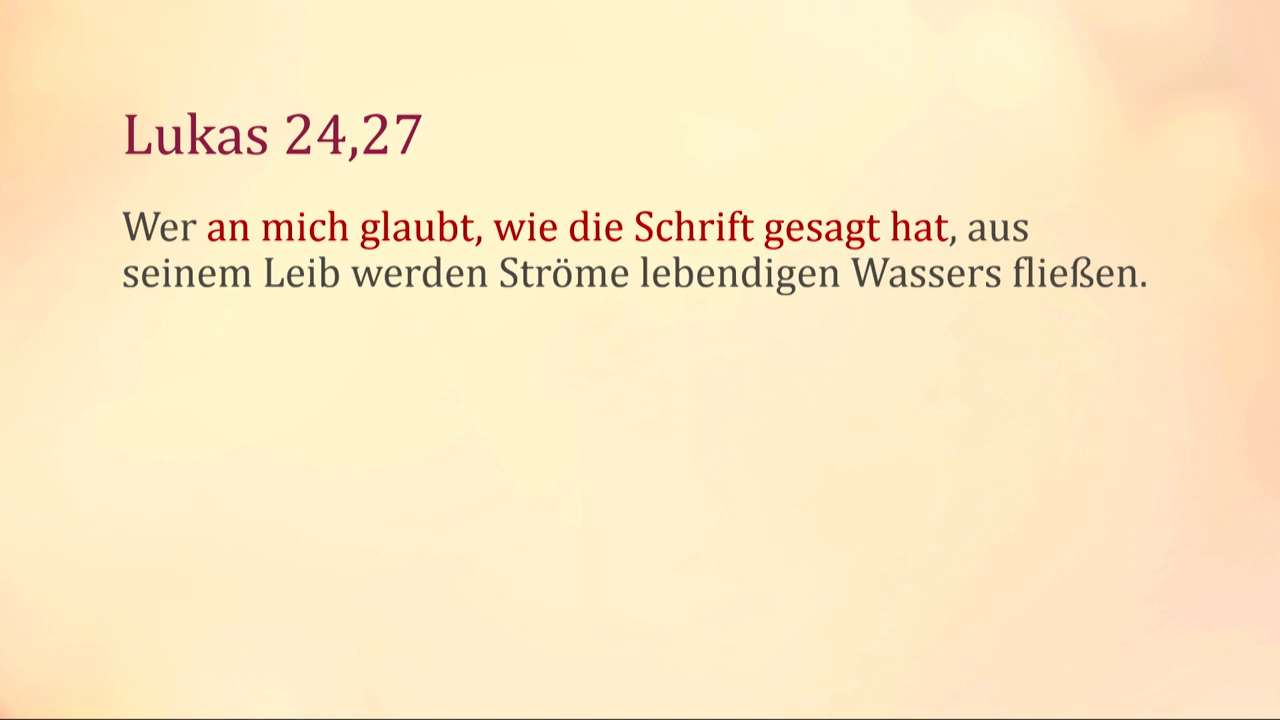 Lukas 24,27
Wer an mich glaubt, wie die Schrift gesagt hat, aus
seinem Leib werden Ströme lebendigen Wassers fließen.